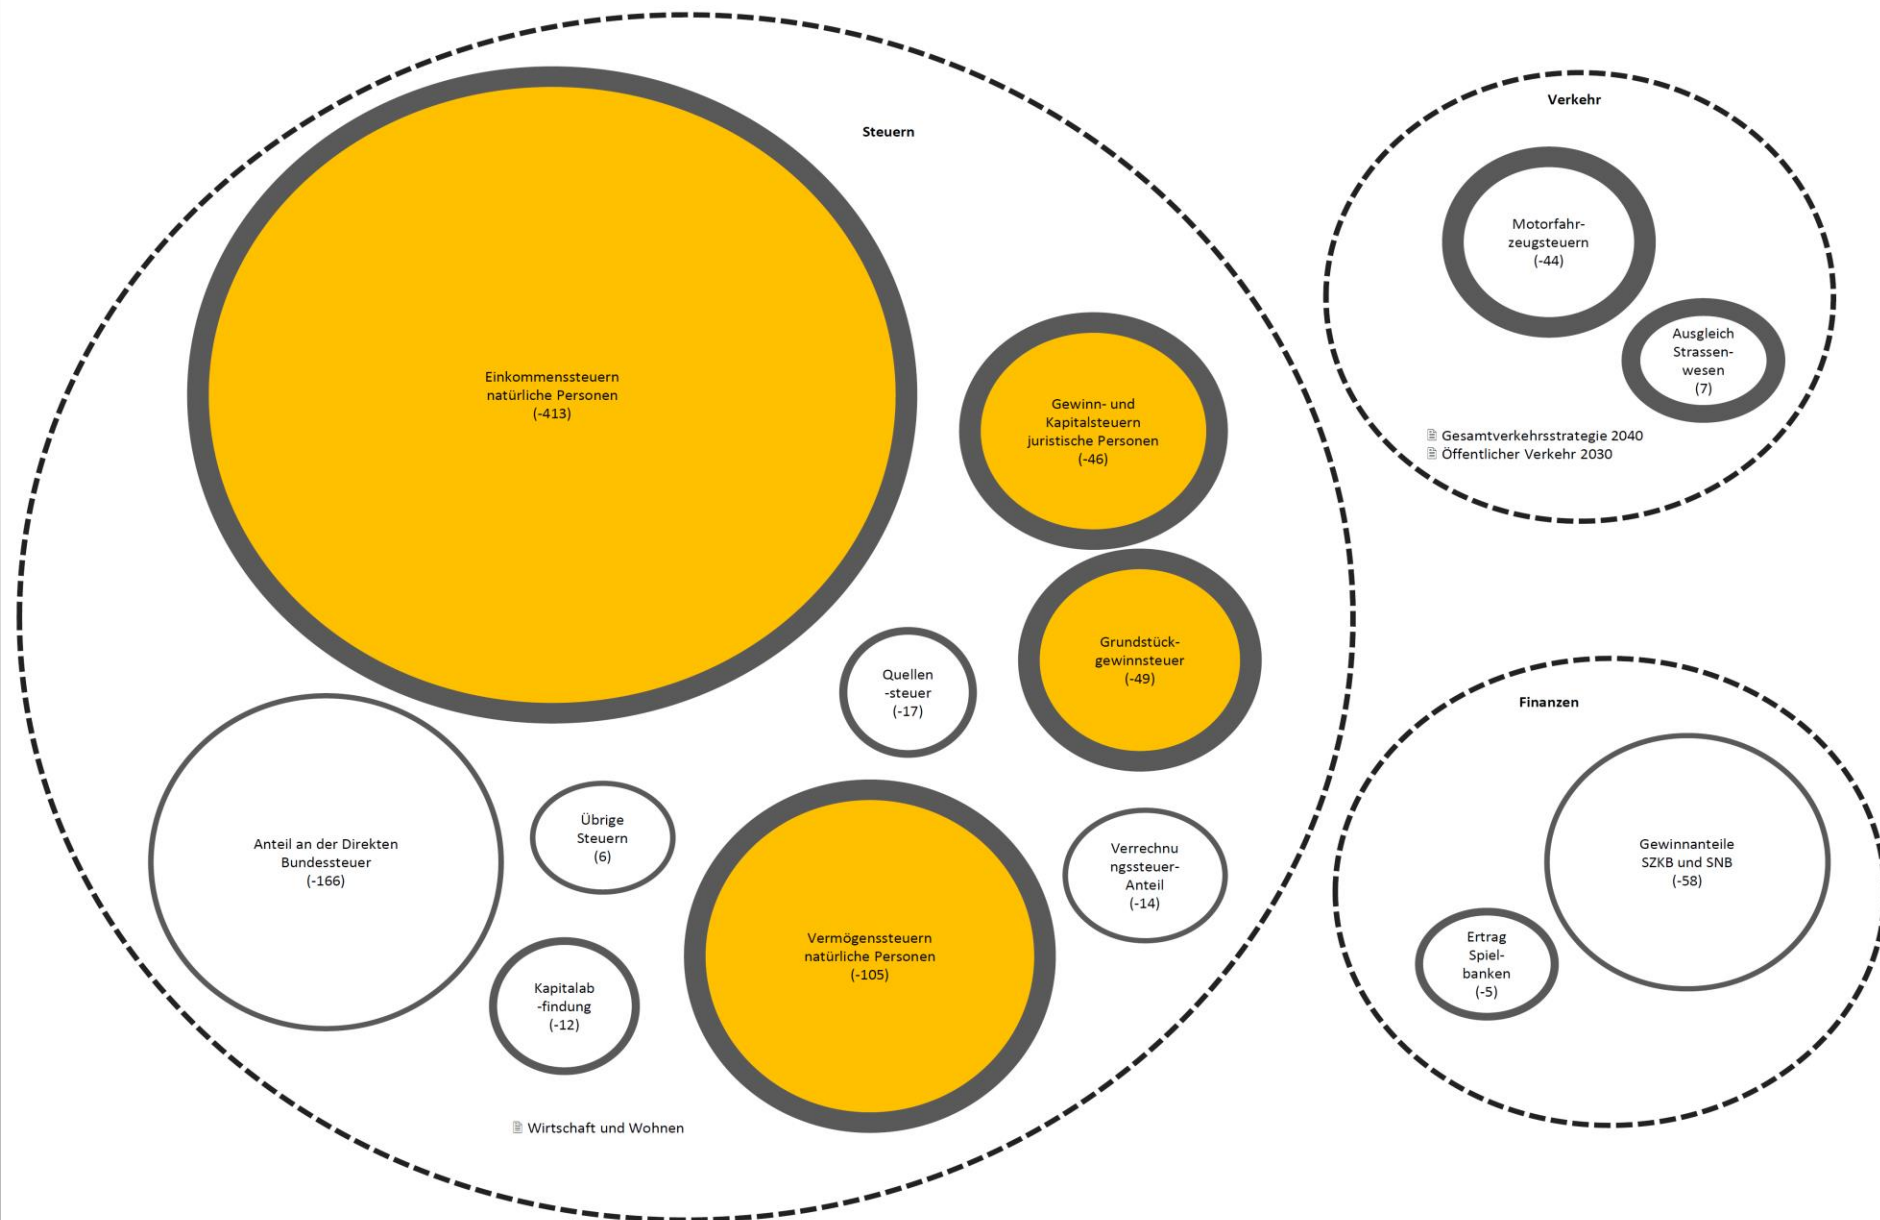 Steuern
Einkommenssteuern
natürliche Personen
(-413)
Gewinn- und
Kapitalsteuern
juristische Personen
(-46)
Grundstück-
gewinnsteuer
(-49)
Quellen
-steuer
(-17)
Anteil an der Direkten
Bundessteuer
(-166)
Übrige
Steuern
(6)
Verrechnu
ngssteuer-
Anteil
(-14)
Vermögenssteuern
natürliche Personen
(-105)
Kapitalab
-findung
(-12)
Wirtschaft und Wohnen
Verkehr
Motorfahr-
zeugsteuern
(-44)
Ausgleich
Strassen-
wesen
(7)
Gesamtverkehrsstrategie 2040
Öffentlicher Verkehr 2030
Finanzen
Gewinnanteile
SZKB und SNB
(-58)
Ertrag
Spiel-
banken
(-5)